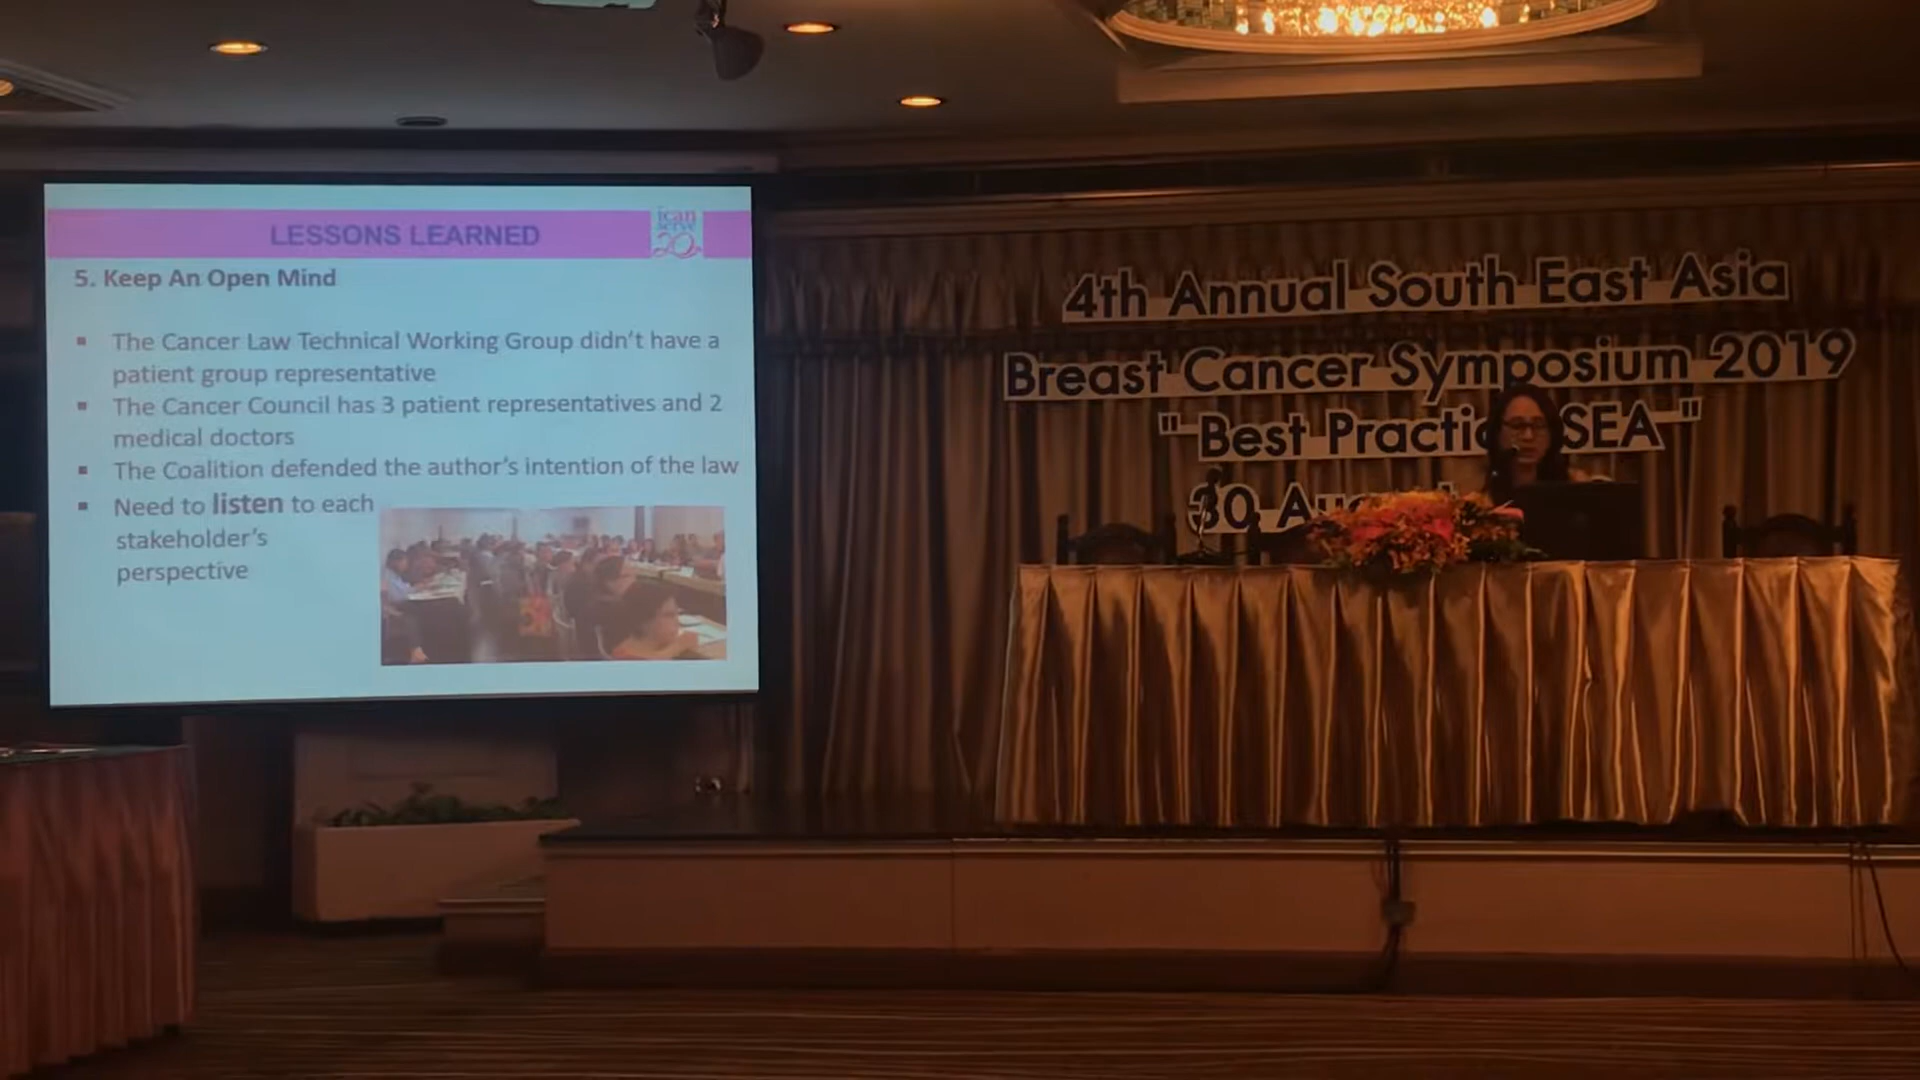 LESSONS LEARNED
ican
serve
20
5. Keep An Open Mind
▪ The Cancer Law Technical Working Group didn't have a
patient group representative
▪ The Cancer Council has 3 patient representatives and 2
medical doctors
▪ The Coalition defended the author's intention of the law
▪ Need to listen to each
stakeholder's
perspective
4th Annual South East Asia
Breast Cancer Symposium 2019
" Best Practic SEA "
30 Au